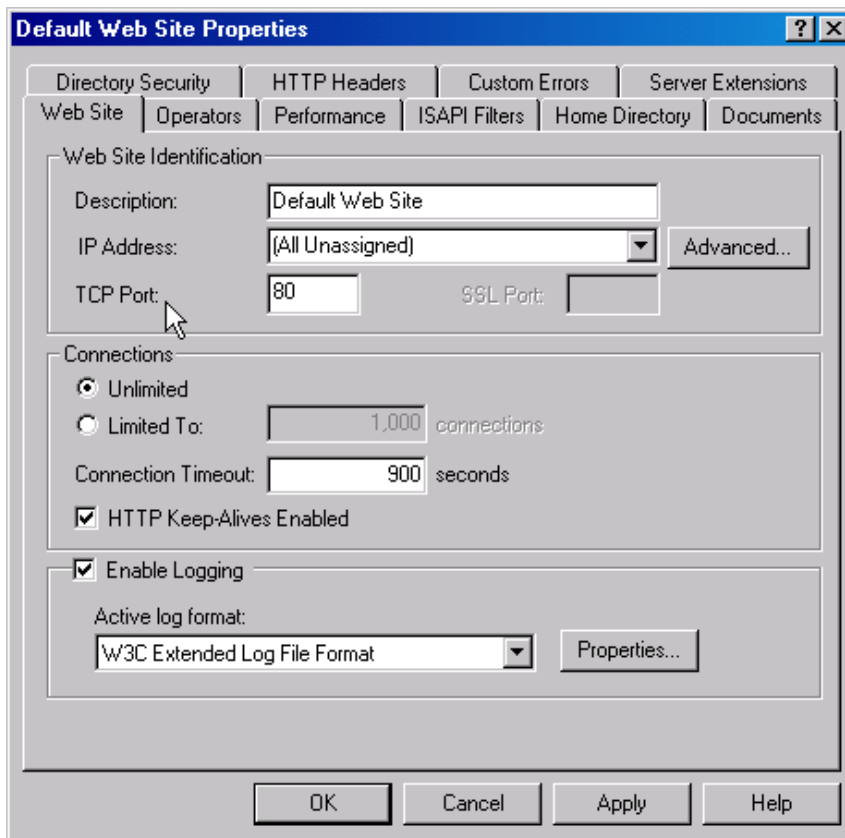 Default Web Site Properties
Directory Security HTTP Headers Custom Errors Server Extensions
Web Site Operators Performance ISAPI Filters Home Directory Documents
Web Site Identification
Description: Default Web Site
IP Address: (All Unassigned) Advanced...
TCP Port: 80 SSL Port:
Connections
Unlimited
Limited To: 1,000 connections
Connection Timeout: 900 seconds
HTTP Keep-Alives Enabled
Enable Logging
Active log format:
W3C Extended Log File Format Properties...
OK Cancel Apply Help